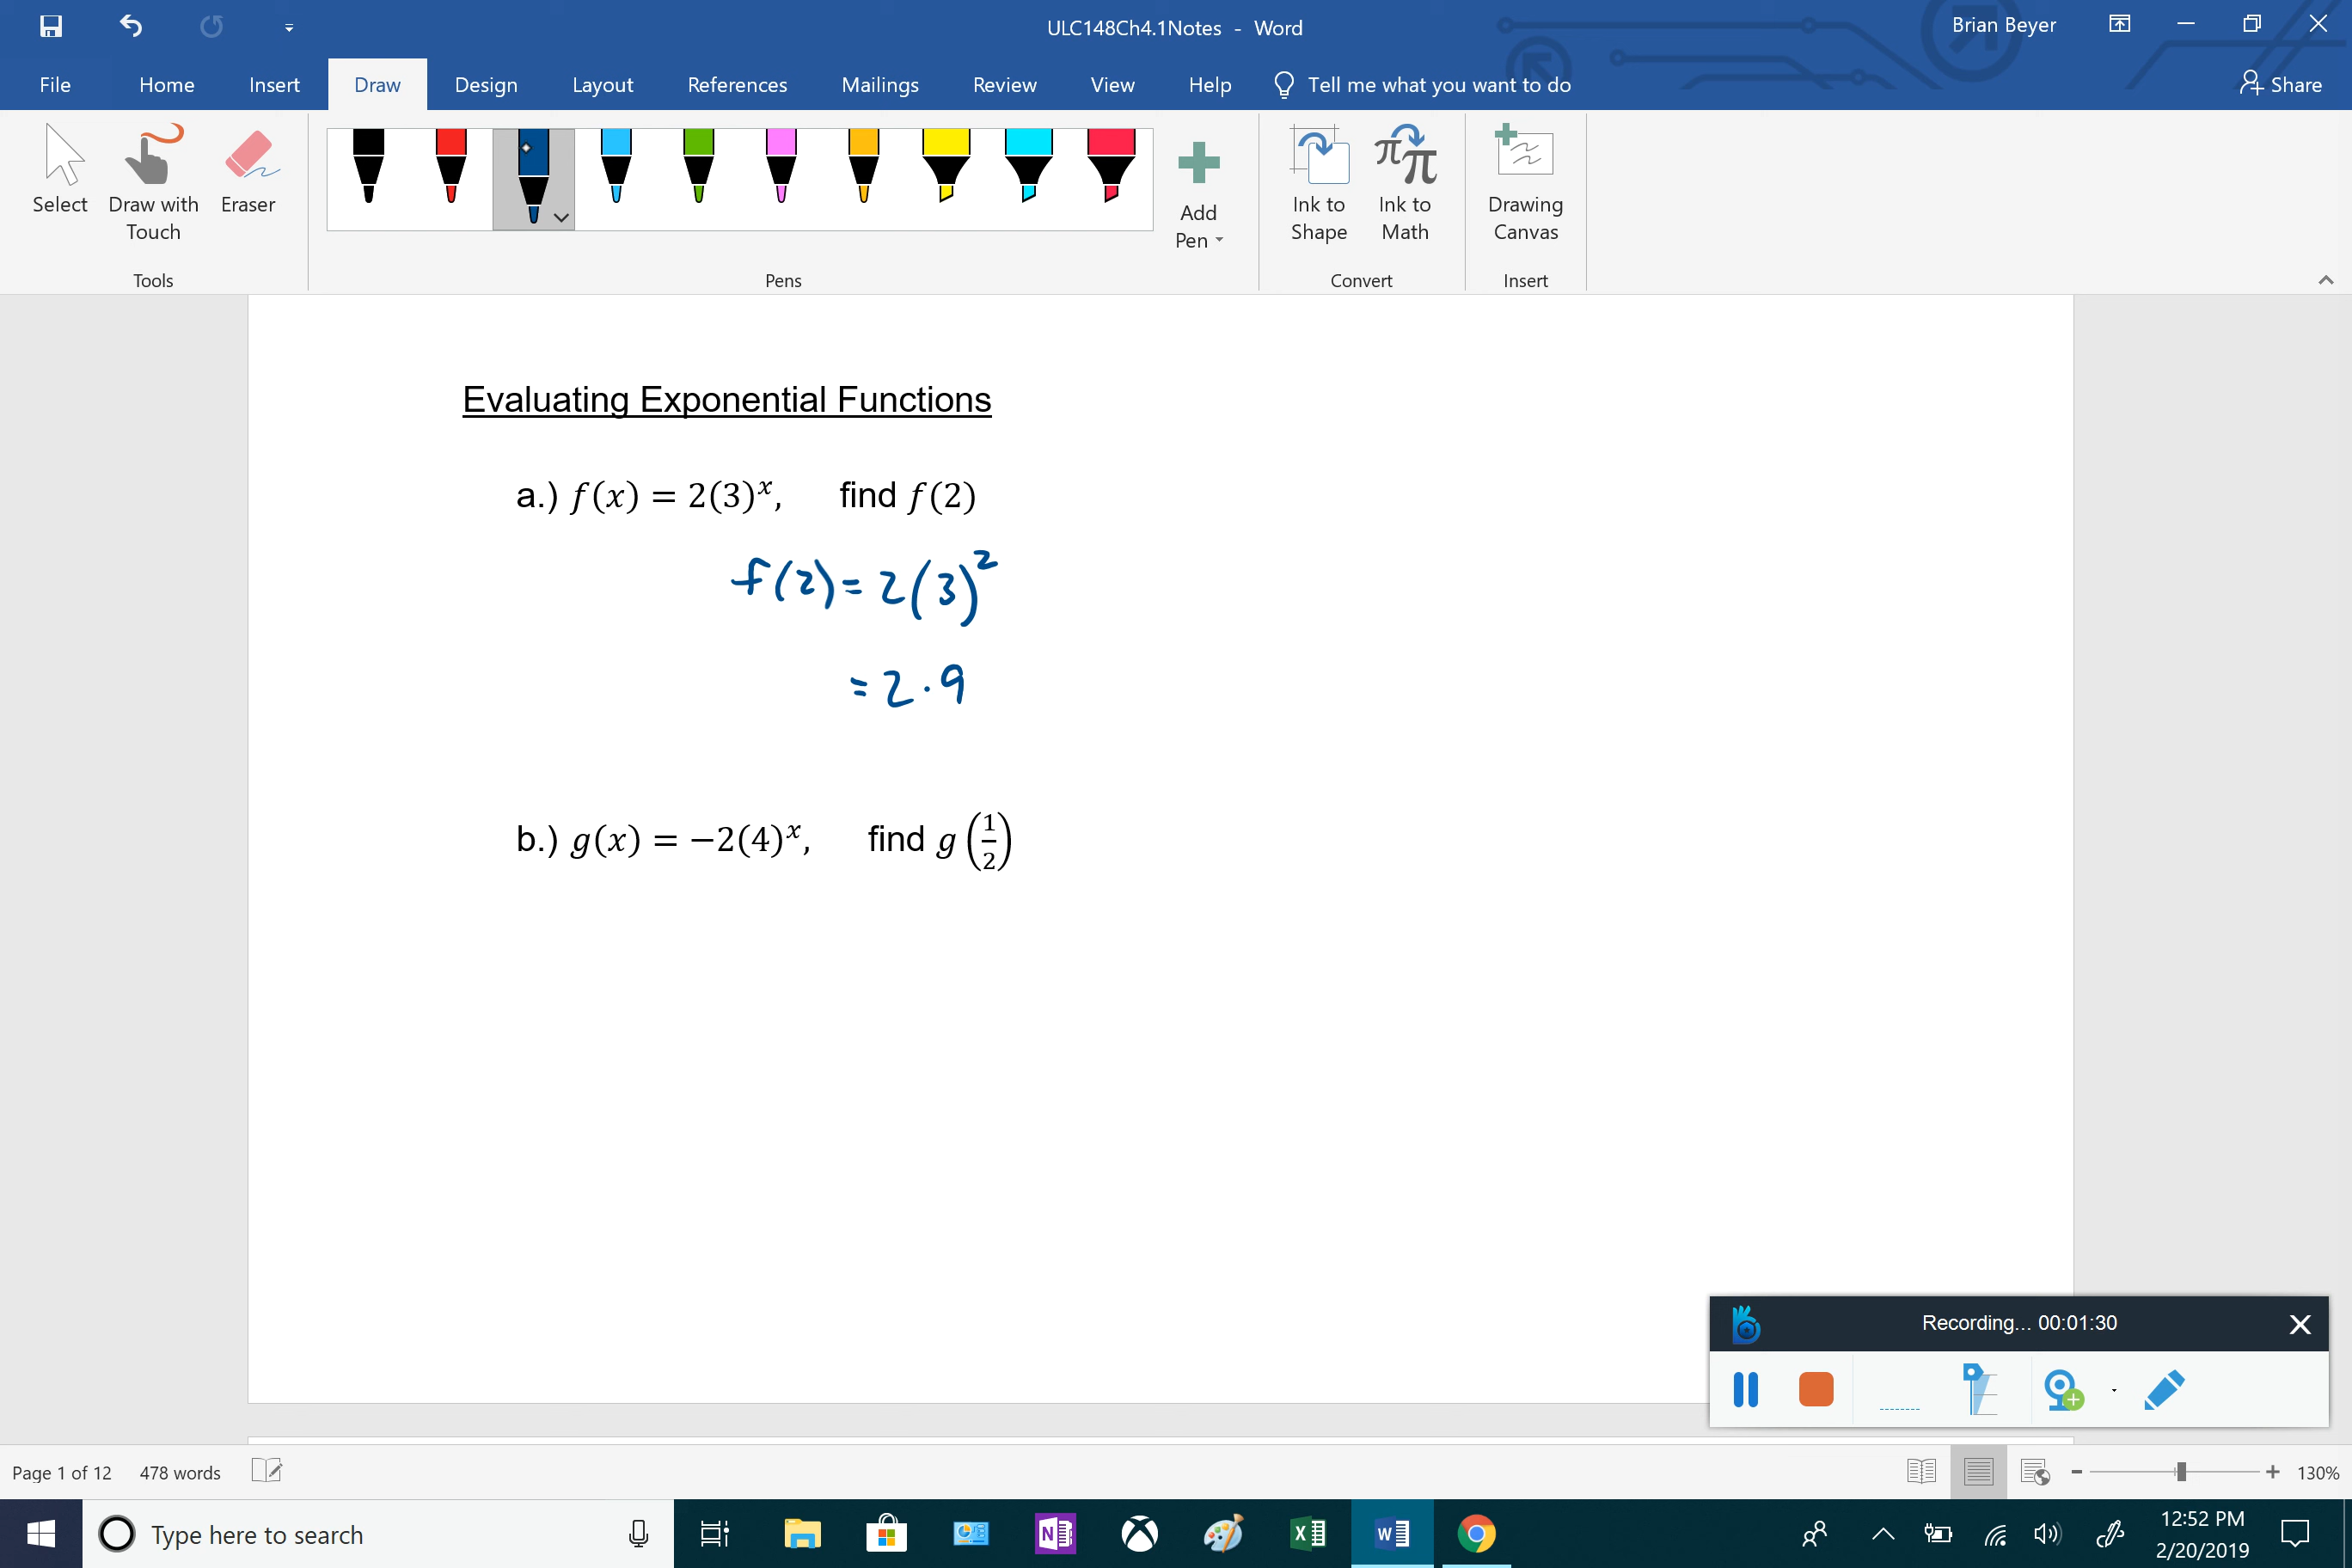 ULC148Ch4.1Notes - Word
Brian Beyer
File Home Insert Draw Design Layout References Mailings Review View Help Tell me what you want to do Share
Select Draw with Touch Eraser
Add Pen
Ink to Shape Ink to Math
Drawing Canvas
Tools Pens Convert Insert
Evaluating Exponential Functions
a.) f(x) = 2(3)ˣ, find f(2)
f(2) = 2(3)²
= 2·9
b.) g(x) = −2(4)ˣ, find g(1/2)
Recording... 00:01:30
Page 1 of 12 478 words 130%
Type here to search
12:52 PM
2/20/2019